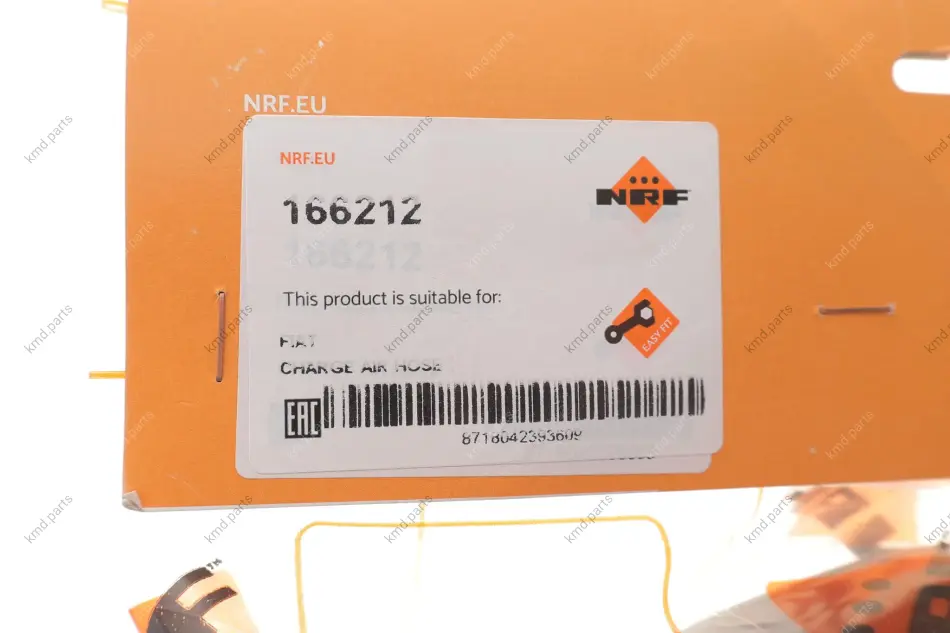 NRF.EU
NRF.EU
166212
NRF
166212
This product is suitable for:
EASY FIT
FIAT
CHARGE AIR HOSE
EAC
8718042393609
kmd.parts
TM